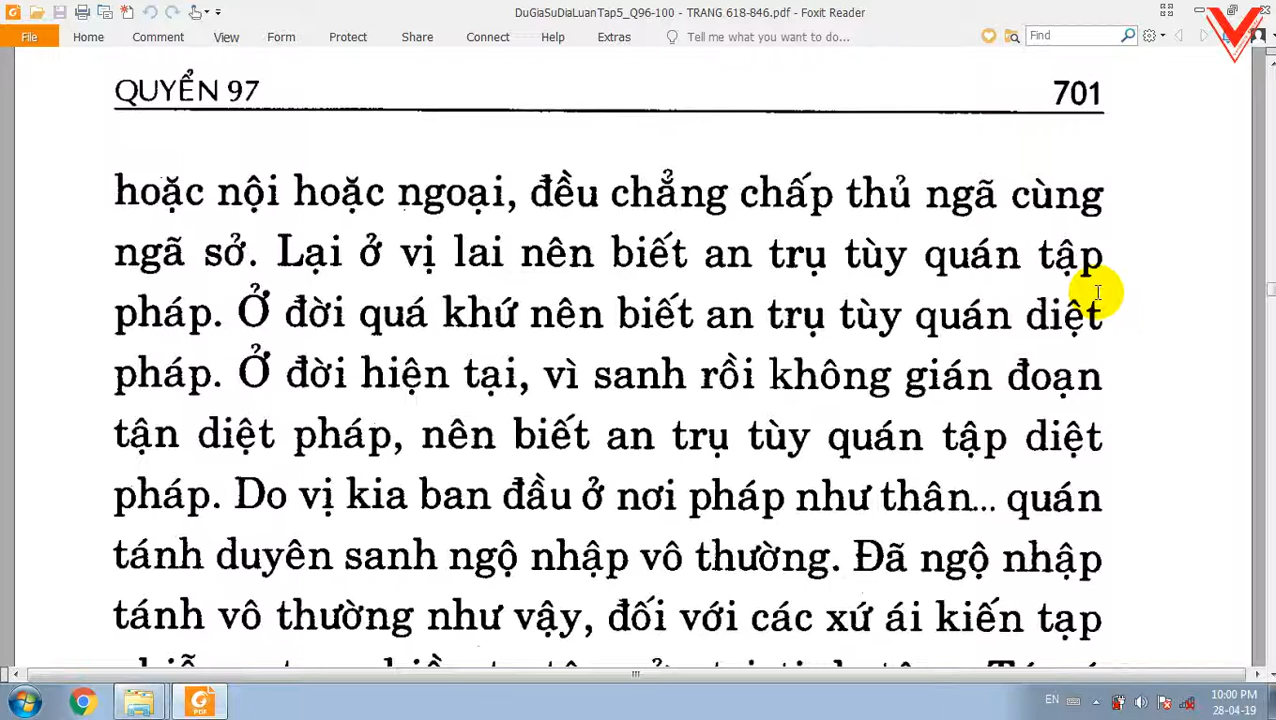 DuGiaSuDiaLuanTap5_Q96-100 - TRANG 618-846.pdf - Foxit Reader
File Home Comment View Form Protect Share Connect Help Extras Tell me what you want to do... Find
QUYỂN 97 701
hoặc nội hoặc ngoại, đều chẳng chấp thủ ngã cùng
ngã sở. Lại ở vị lai nên biết an trụ tùy quán tập
pháp. Ở đời quá khứ nên biết an trụ tùy quán diệt
pháp. Ở đời hiện tại, vì sanh rồi không gián đoạn
tận diệt pháp, nên biết an trụ tùy quán tập diệt
pháp. Do vị kia ban đầu ở nơi pháp như thân... quán
tánh duyên sanh ngộ nhập vô thường. Đã ngộ nhập
tánh vô thường như vậy, đối với các xứ ái kiến tạp
EN 10:00 PM
28-04-19